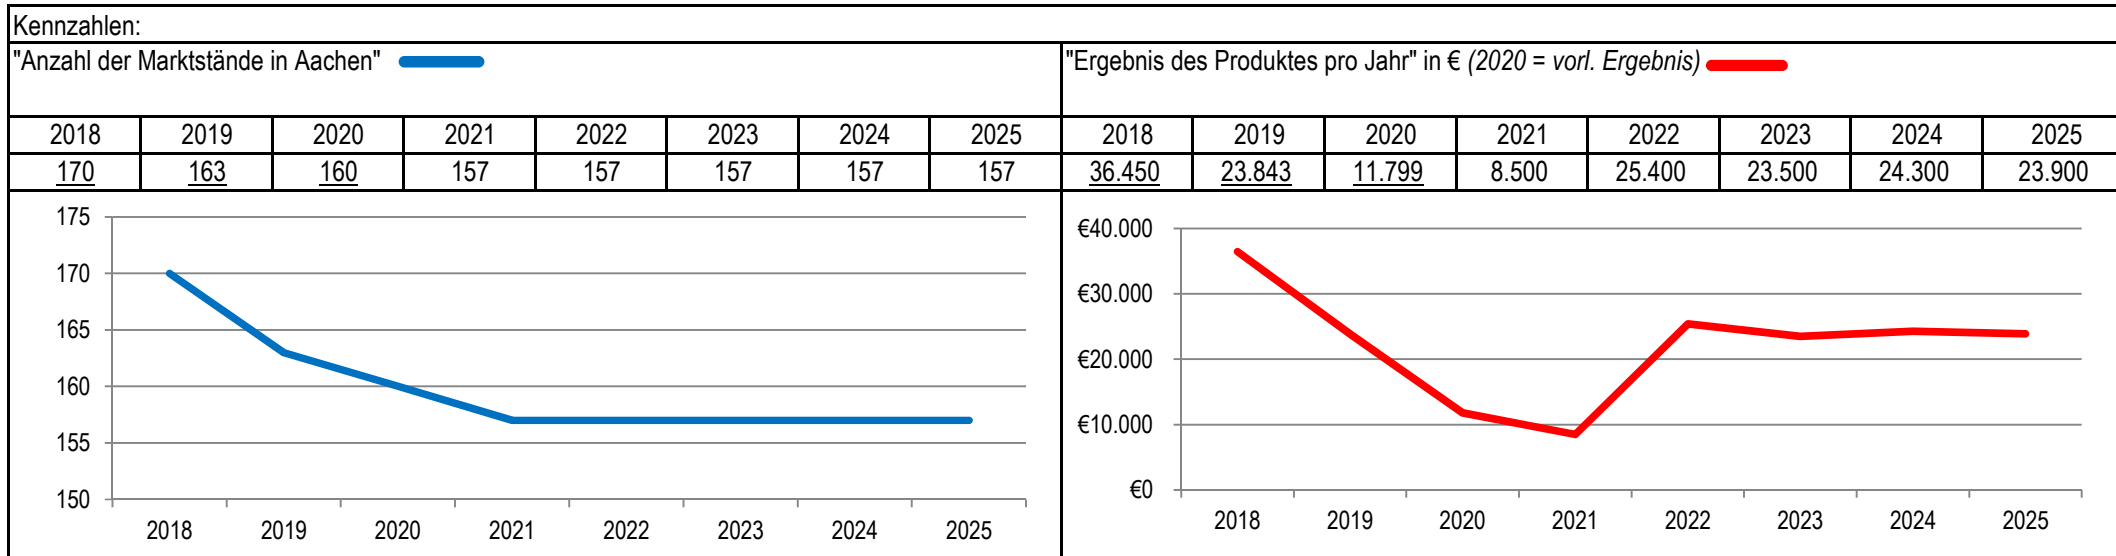 Kennzahlen:
"Anzahl der Marktstände in Aachen"
"Ergebnis des Produktes pro Jahr" in € (2020 = vorl. Ergebnis)
2018 2019 2020 2021 2022 2023 2024 2025 2018 2019 2020 2021 2022 2023 2024 2025
170 163 160 157 157 157 157 157 36.450 23.843 11.799 8.500 25.400 23.500 24.300 23.900
175
170
165
160
155
150
2018 2019 2020 2021 2022 2023 2024 2025
€40.000
€30.000
€20.000
€10.000
€0
2018 2019 2020 2021 2022 2023 2024 2025